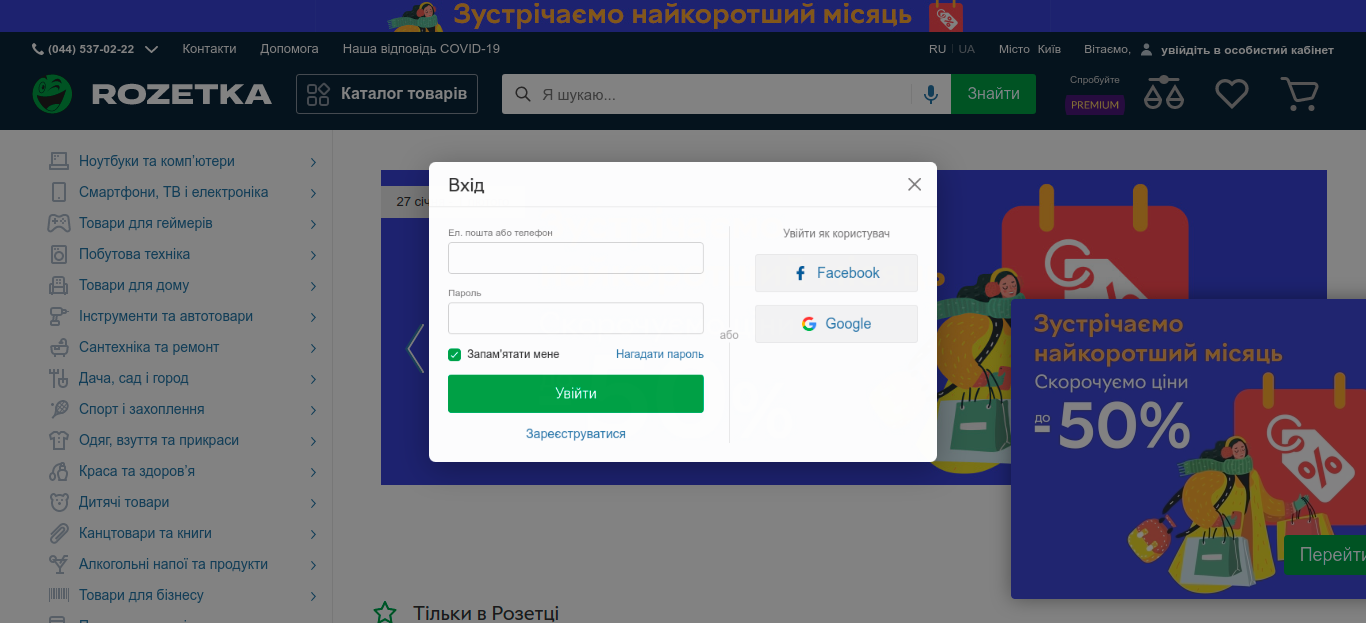 Зустрічаємо найкоротший місяць
(044) 537-02-22
Контакти
Допомога
Наша відповідь COVID-19
RU | UA
Місто Київ
Вітаємо, увійдіть в особистий кабінет
ROZETKA
Каталог товарів
Я шукаю...
Знайти
Спробуйте
PREMIUM
Ноутбуки та комп'ютери
Смартфони, ТВ і електроніка
Товари для геймерів
Побутова техніка
Товари для дому
Інструменти та автотовари
Сантехніка та ремонт
Дача, сад і город
Спорт і захоплення
Одяг, взуття та прикраси
Краса та здоров'я
Дитячі товари
Канцтовари та книги
Алкогольні напої та продукти
Товари для бізнесу
27 січ
Вхід
Ел. пошта або телефон
Пароль
Запам'ятати мене
Нагадати пароль
Увійти
Зареєструватися
або
Увійти як користувач
Facebook
Google
Зустрічаємо
найкоротший місяць
Скорочуємо ціни
до
-50%
%
Перейти
Тільки в Розетці